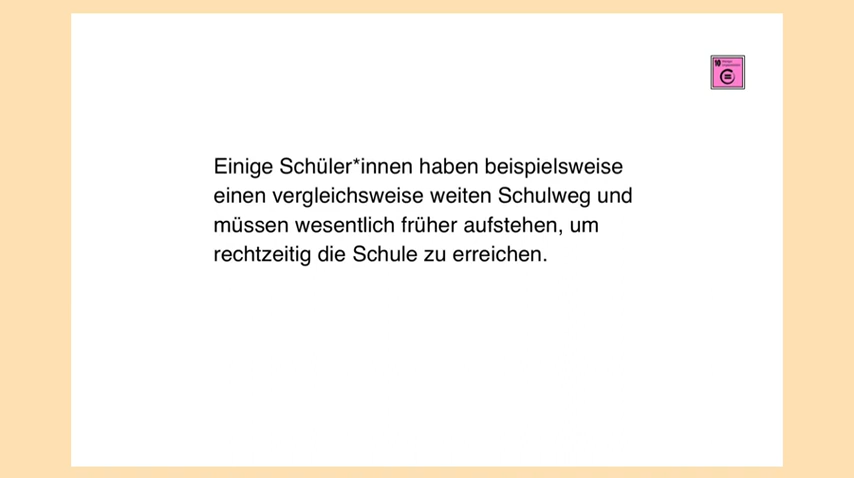 10
Einige Schüler*innen haben beispielsweise
einen vergleichsweise weiten Schulweg und
müssen wesentlich früher aufstehen, um
rechtzeitig die Schule zu erreichen.